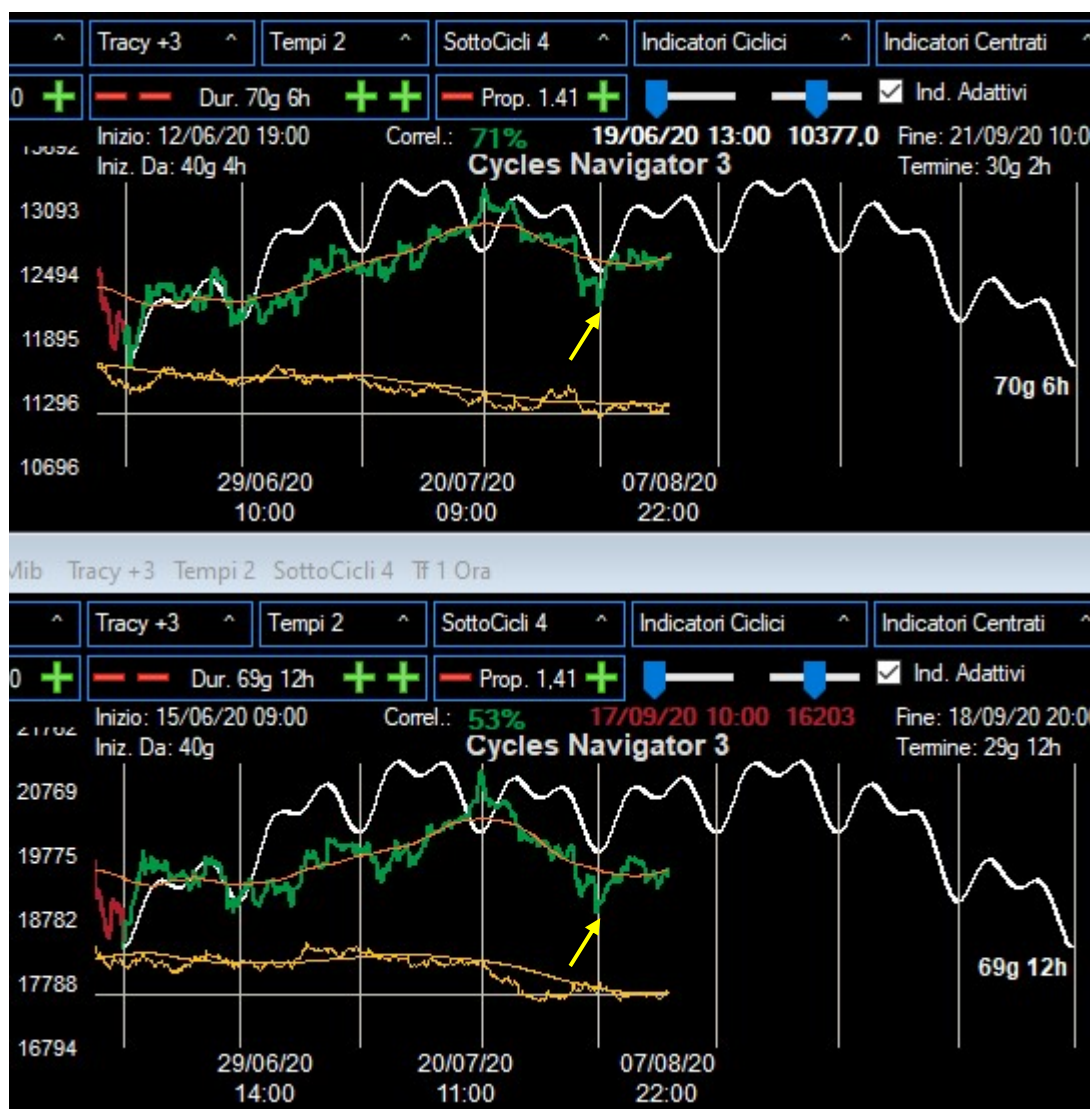 Tracy +3 ^ Tempi 2 ^ SottoCicli 4 ^ Indicatori Ciclici ^ Indicatori Centrati ^
0 Dur. 70g 6h Prop. 1.41 Ind. Adattivi
Inizio: 12/06/20 19:00 Correl.: 71% 19/06/20 13:00 10377,0 Fine: 21/09/20 10:0
Iniz. Da: 40g 4h Cycles Navigator 3 Termine: 30g 2h
13093
12494
11895
11296
70g 6h
10696
29/06/20 20/07/20 07/08/20
10:00 09:00 22:00
Mib Tracy +3 Tempi 2 SottoCicli 4 Tf 1 Ora
Tracy +3 ^ Tempi 2 ^ SottoCicli 4 ^ Indicatori Ciclici ^ Indicatori Centrati ^
0 Dur. 69g 12h Prop. 1,41 Ind. Adattivi
Inizio: 15/06/20 09:00 Correl.: 53% 17/09/20 10:00 16203 Fine: 18/09/20 20:0
Iniz. Da: 40g Cycles Navigator 3 Termine: 29g 12h
20769
19775
18782
69g 12h
17788
16794
29/06/20 20/07/20 07/08/20
14:00 11:00 22:00